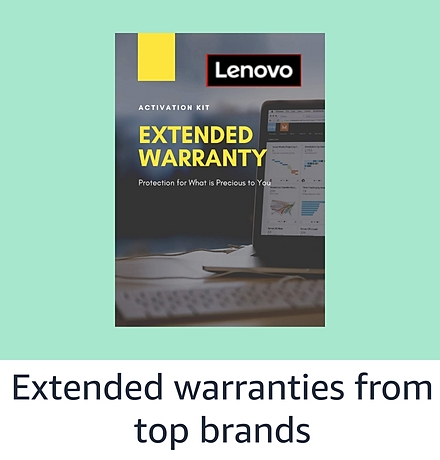 Lenovo
ACTIVATION KIT
EXTENDED
WARRANTY
Protection for What is Precious to You
Extended warranties from
top brands